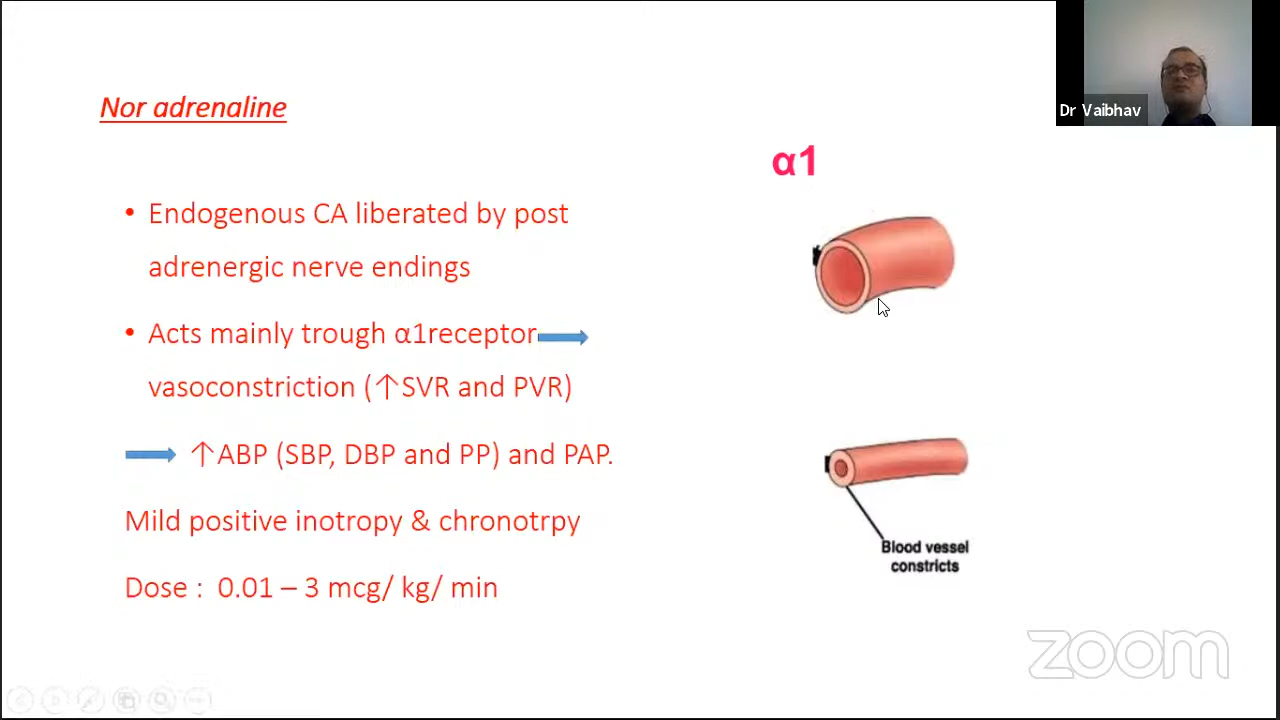 Nor adrenaline
Dr Vaibhav
α1
• Endogenous CA liberated by post
adrenergic nerve endings
• Acts mainly trough α1receptor
vasoconstriction (↑SVR and PVR)
↑ABP (SBP, DBP and PP) and PAP.
Mild positive inotropy & chronotrpy
Dose : 0.01 – 3 mcg/ kg/ min
Blood vessel
constricts
zoom